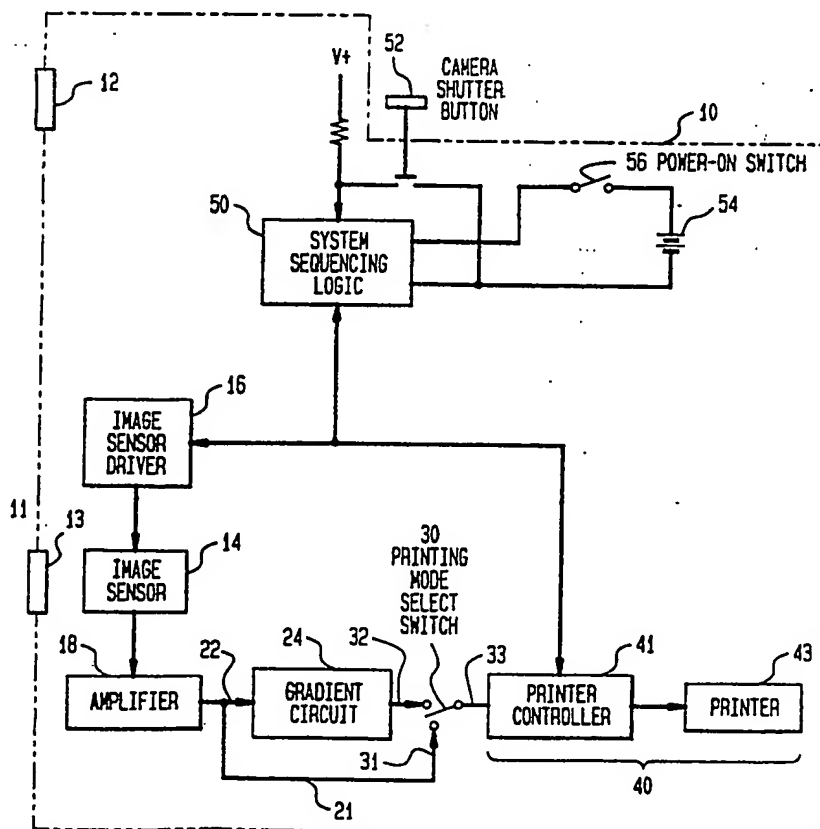 52
V+
CAMERA
SHUTTER
BUTTON
12
10
56 POWER-ON SWITCH
54
50
SYSTEM
SEQUENCING
LOGIC
16
IMAGE
SENSOR
DRIVER
11
13
14
30
PRINTING
MODE
SELECT
SWITCH
IMAGE
SENSOR
18
22
24
32
33
41
43
AMPLIFIER
GRADIENT
CIRCUIT
PRINTER
CONTROLLER
PRINTER
31
21
40